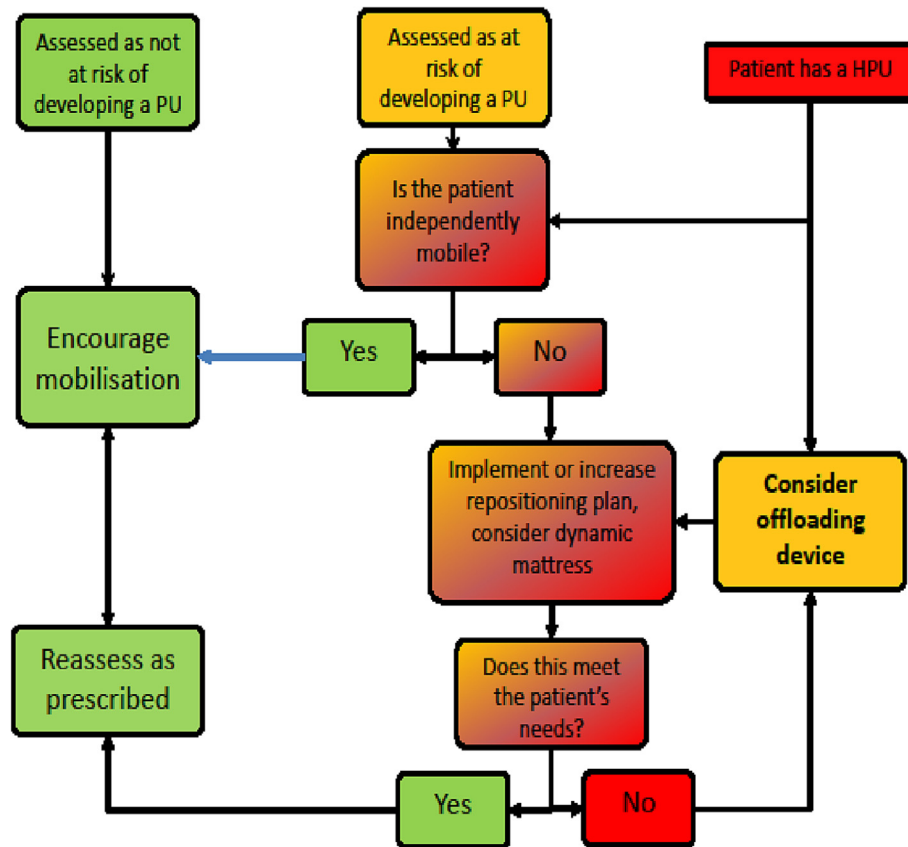 Assessed as not
at risk of
developing a PU
Assessed as at
risk of
developing a PU
Patient has a HPU
Is the patient
independently
mobile?
Encourage
mobilisation
Yes
No
Implement or increase
repositioning plan,
consider dynamic
mattress
Consider
offloading
device
Reassess as
prescribed
Does this meet
the patient's
needs?
Yes
No